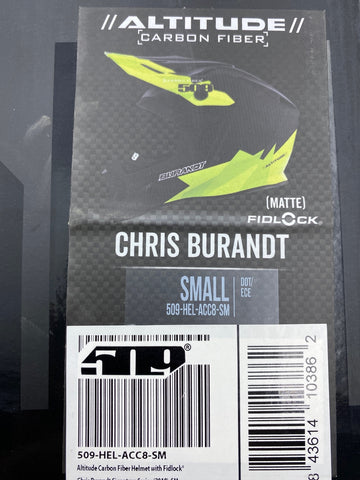 // ALTITUDE //
[CARBON FIBER]
509
BURANDT
ALTITUDE
(MATTE)
FIDLOCK®
CHRIS BURANDT
SMALL
509-HEL-ACC8-SM
DOT/
ECE
509®
509-HEL-ACC8-SM
Altitude Carbon Fiber Helmet with Fidlock®
43614 10386 2